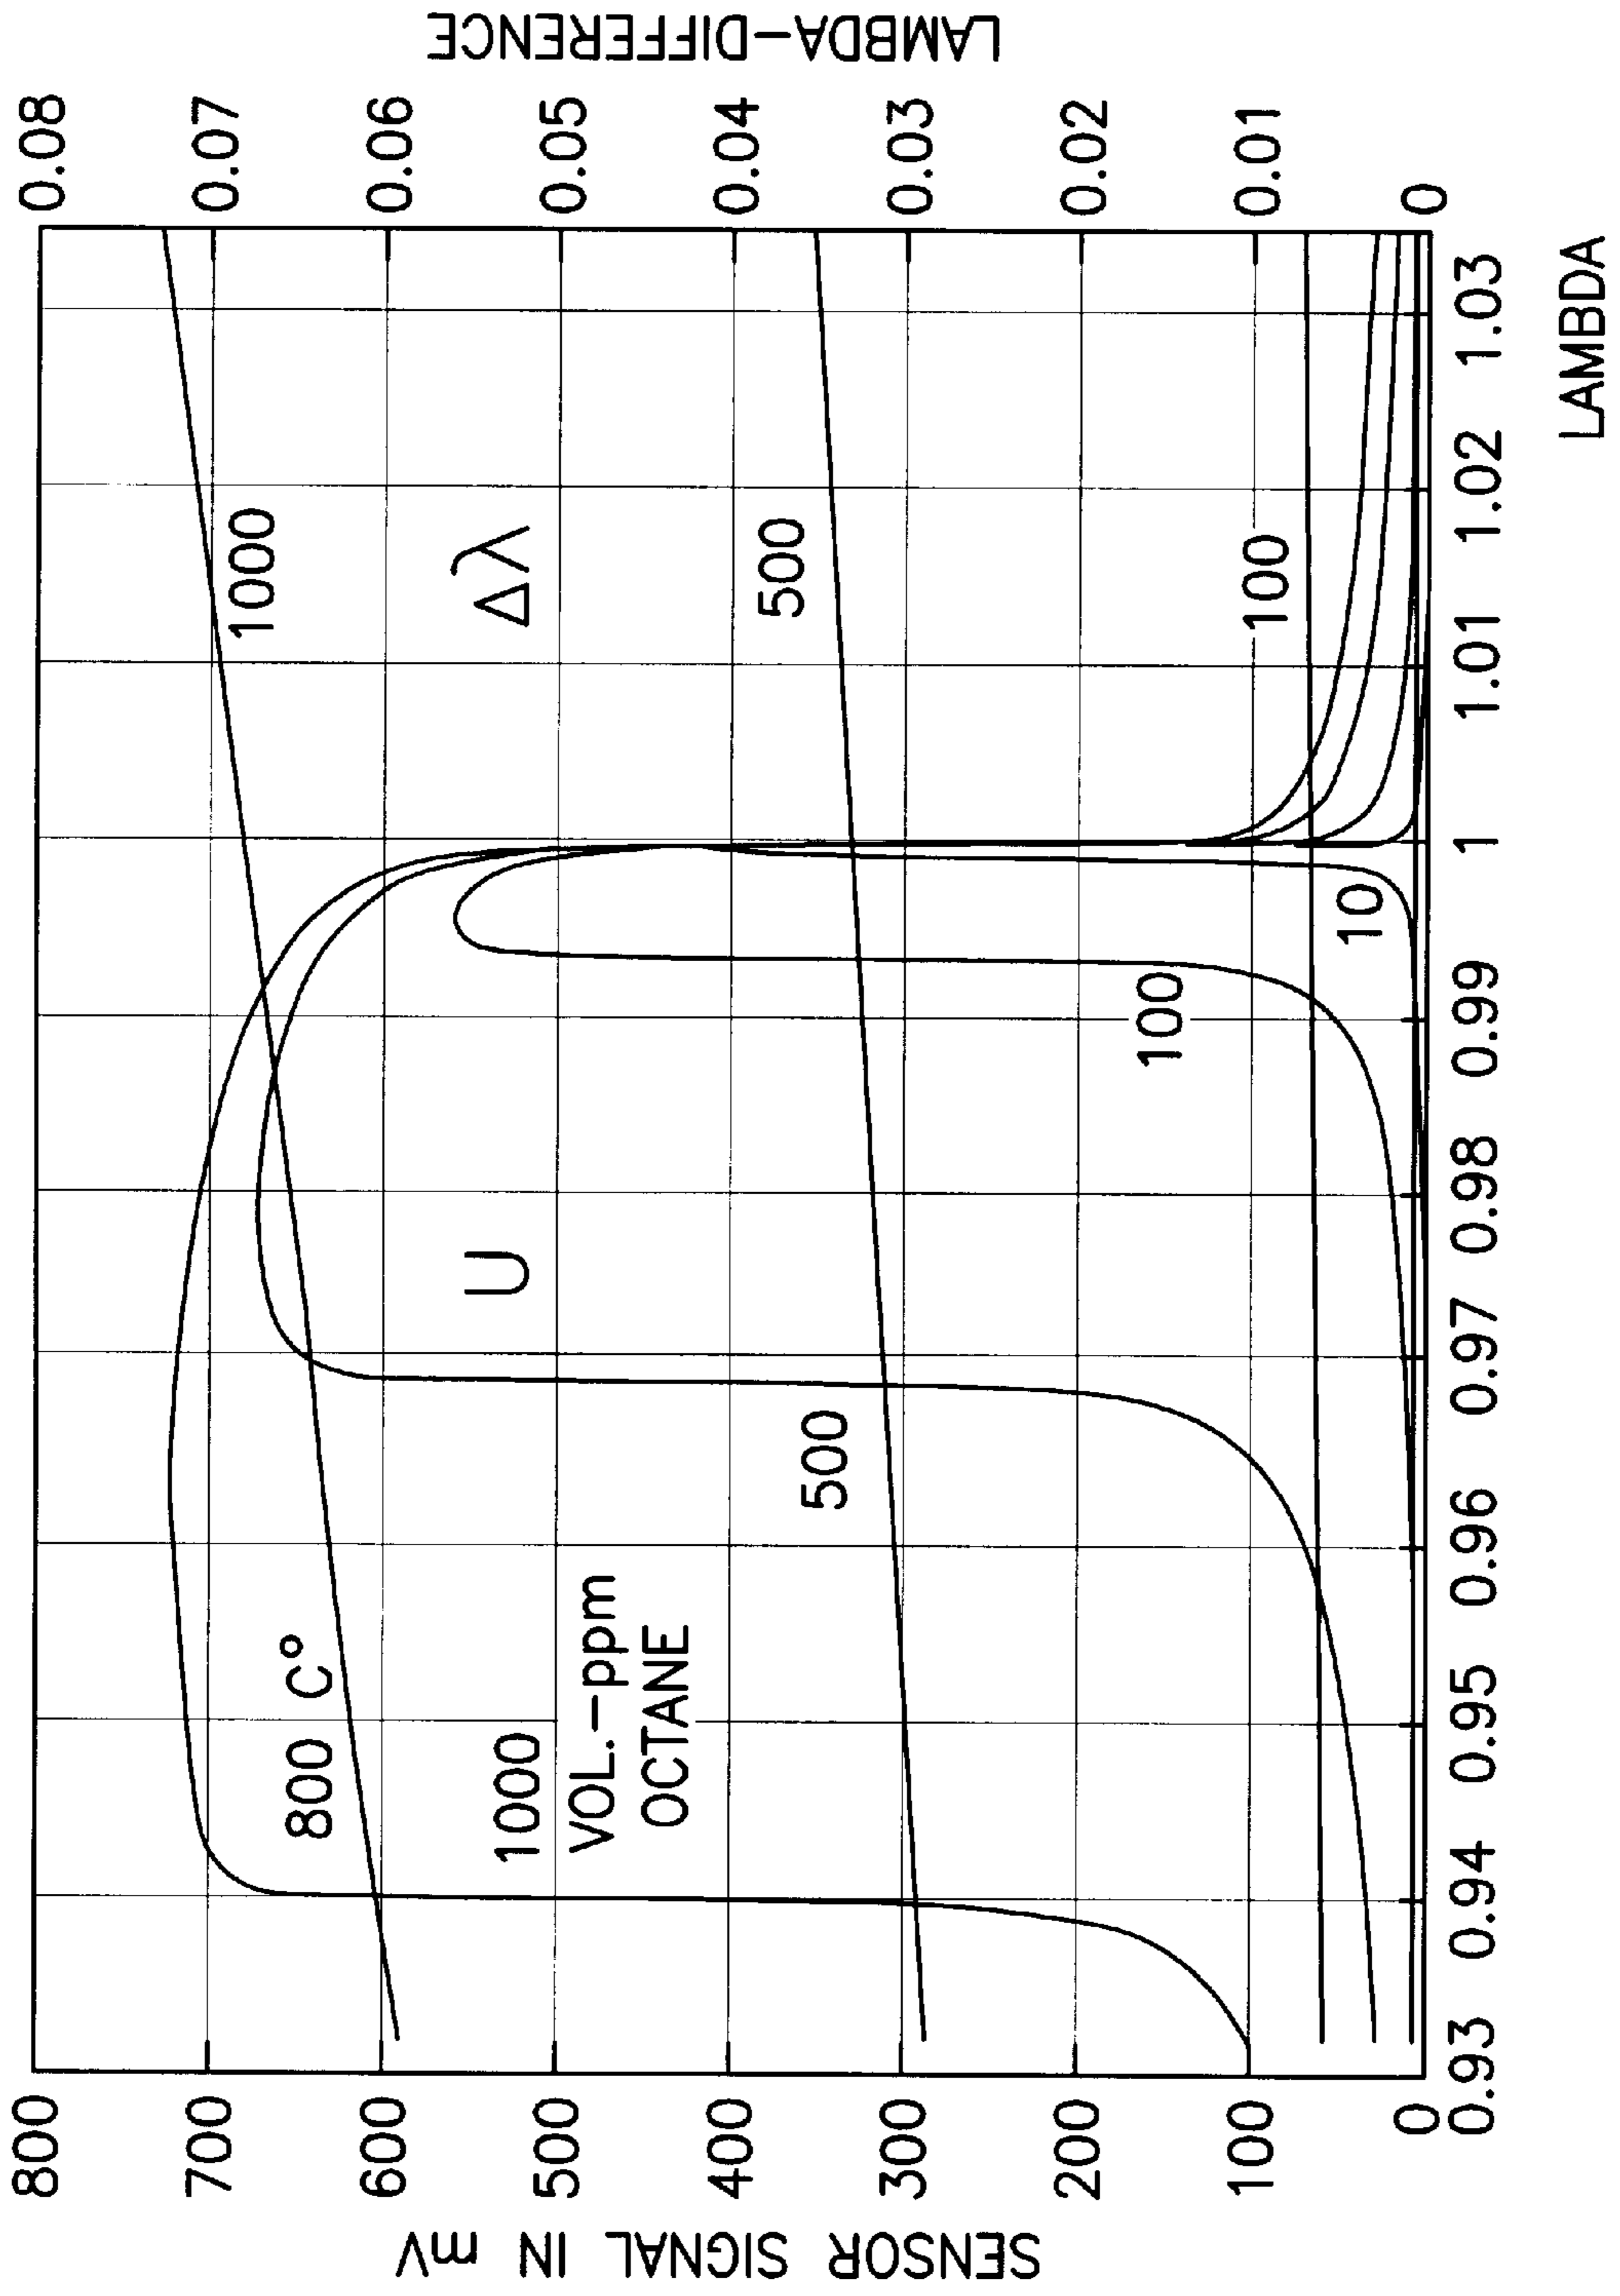 SENSOR SIGNAL IN mV
800
700
600
500
400
300
200
100
0
LAMBDA-DIFFERENCE
0.08
0.07
0.06
0.05
0.04
0.03
0.02
0.01
0
800 C°
1000
VOL.-ppm
OCTANE
500
U
100
10
1000
Δλ
500
100
0.93 0.94 0.95 0.96 0.97 0.98 0.99 1 1.01 1.02 1.03
LAMBDA